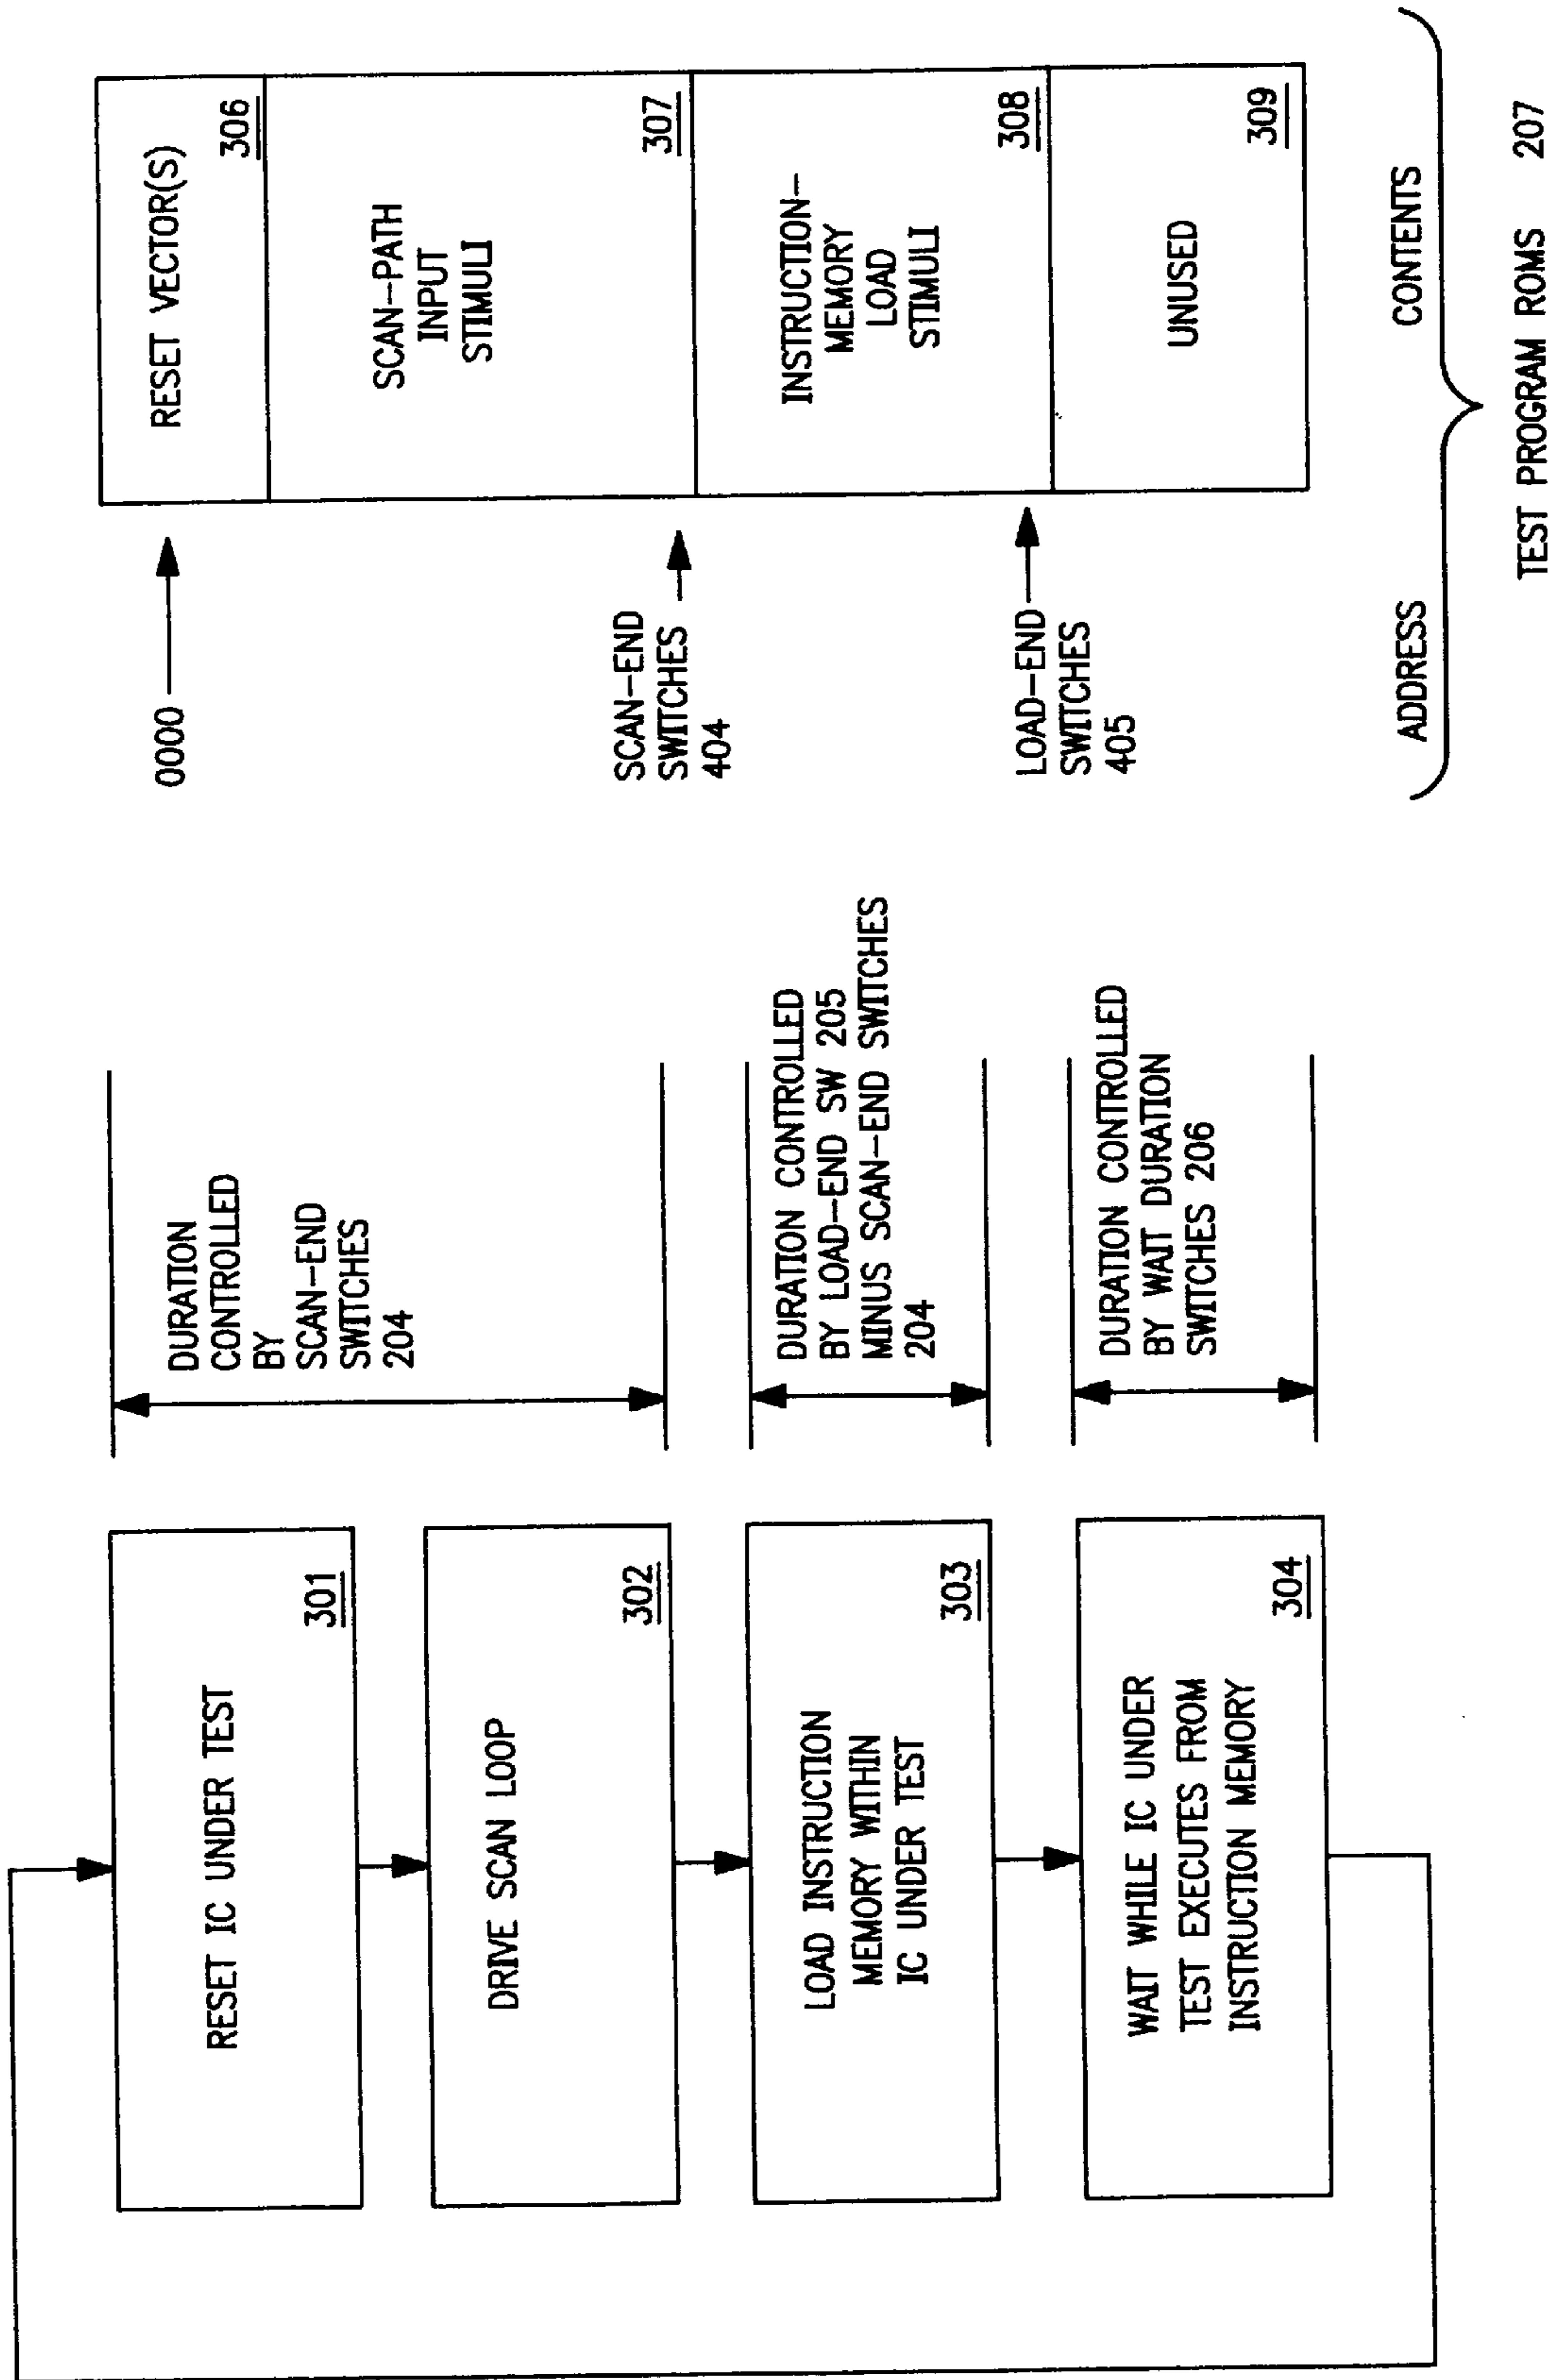 RESET IC UNDER TEST
301
DRIVE SCAN LOOP
302
LOAD INSTRUCTION
MEMORY WITHIN
IC UNDER TEST
303
WAIT WHILE IC UNDER
TEST EXECUTES FROM
INSTRUCTION MEMORY
304
DURATION
CONTROLLED
BY
SCAN-END
SWITCHES
204
DURATION CONTROLLED
BY LOAD-END SW 205
MINUS SCAN-END SWITCHES
204
DURATION CONTROLLED
BY WAIT DURATION
SWITCHES 206
0000
SCAN-END
SWITCHES
404
LOAD-END
SWITCHES
405
RESET VECTOR(S)
306
SCAN-PATH
INPUT
STIMULI
307
INSTRUCTION-
MEMORY
LOAD
STIMULI
308
UNUSED
309
ADDRESS
CONTENTS
TEST PROGRAM ROMS 207